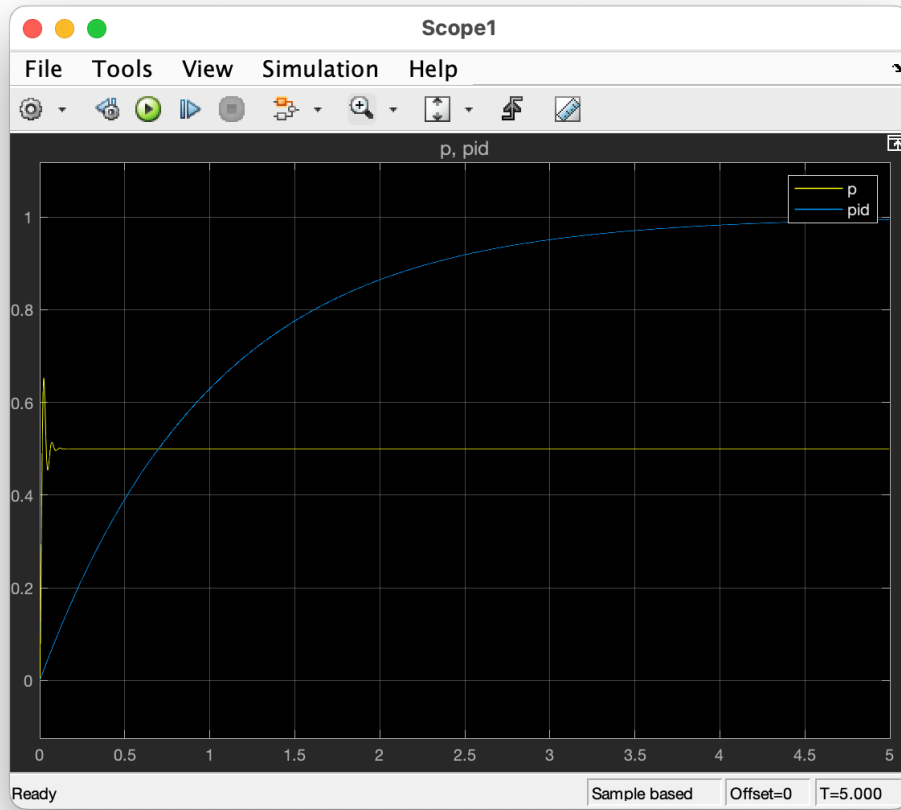 Scope1
File Tools View Simulation Help
p, pid
p
pid
1
0.8
0.6
0.4
0.2
0
0 0.5 1 1.5 2 2.5 3 3.5 4 4.5 5
Ready Sample based Offset=0 T=5.000